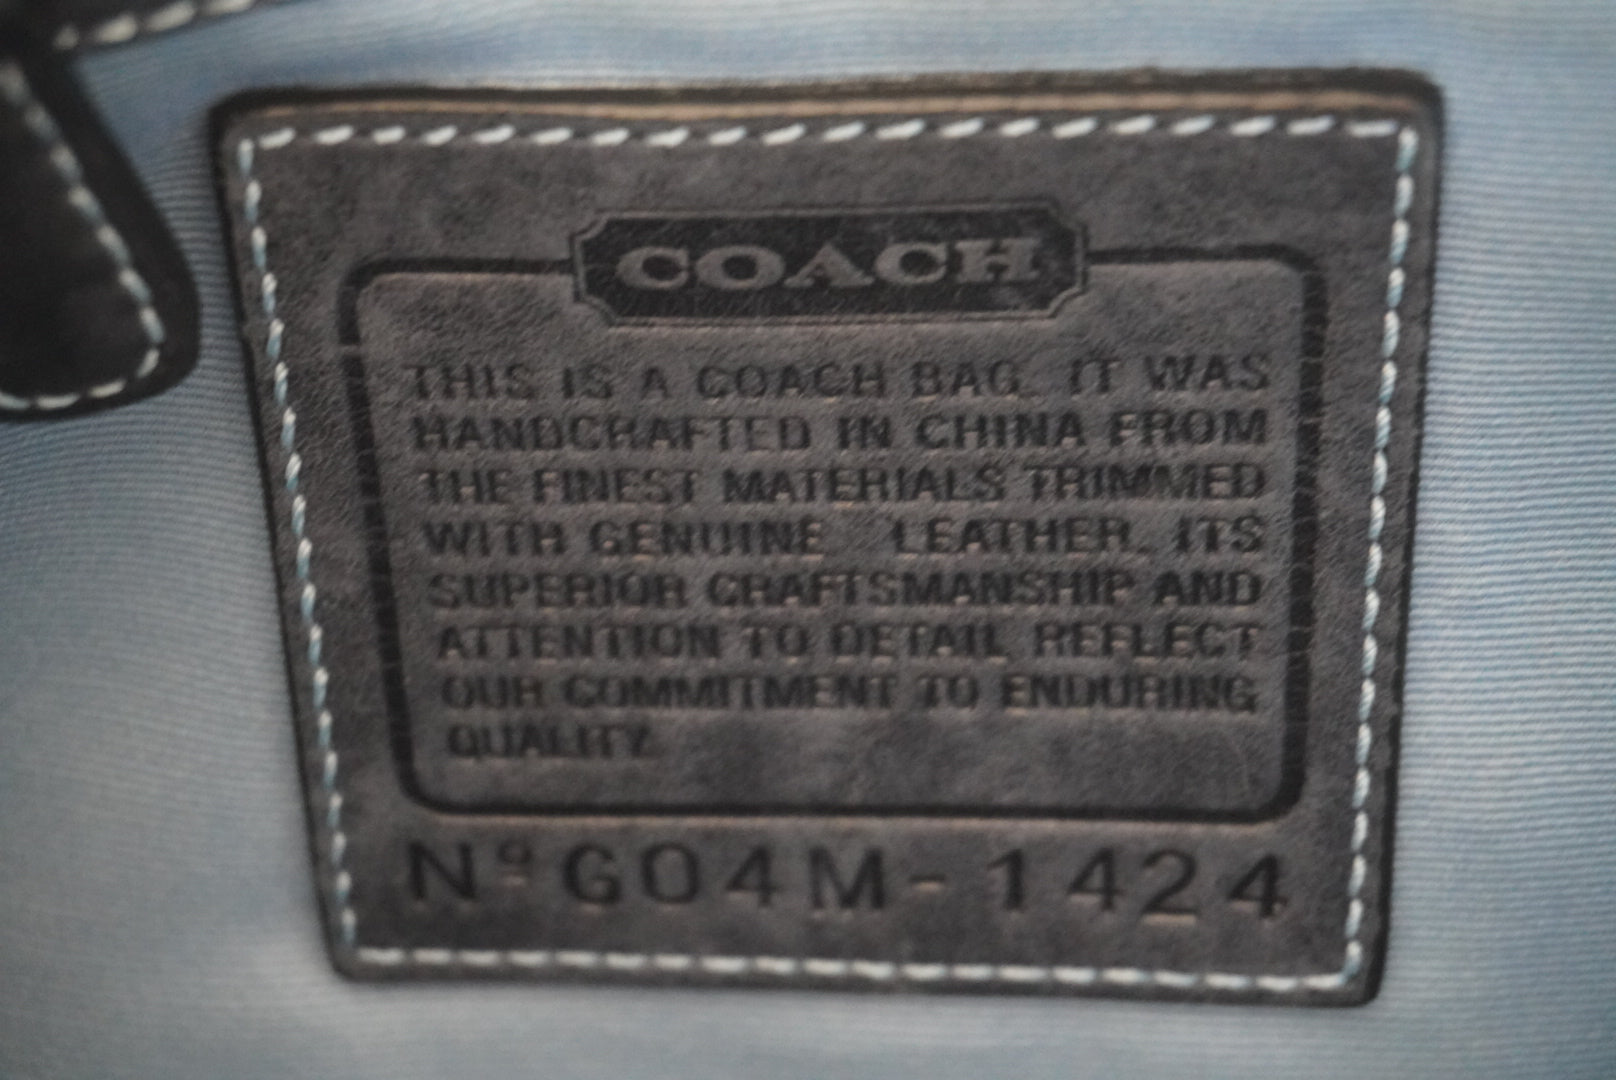 COACH
THIS IS A COACH BAG. IT WAS
HANDCRAFTED IN CHINA FROM
THE FINEST MATERIALS TRIMMED
WITH GENUINE LEATHER. ITS
SUPERIOR CRAFTSMANSHIP AND
ATTENTION TO DETAIL REFLECT
OUR COMMITMENT TO ENDURING
QUALITY.
Nº G04M-1424